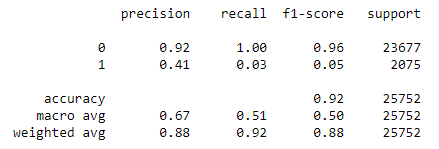 precision recall f1-score support
0 0.92 1.00 0.96 23677
1 0.41 0.03 0.05 2075
accuracy 0.92 25752
macro avg 0.67 0.51 0.50 25752
weighted avg 0.88 0.92 0.88 25752